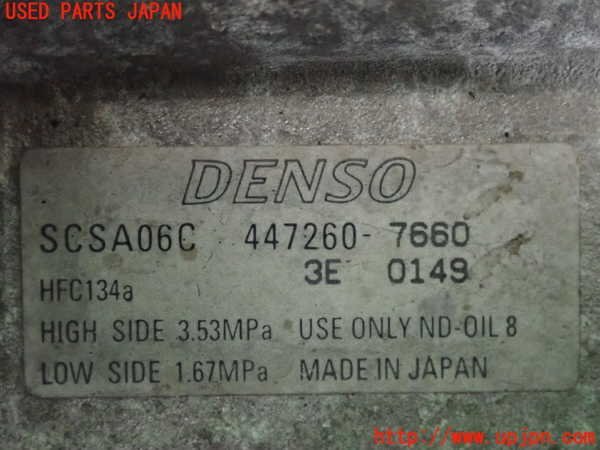 USED PARTS JAPAN
DENSO
SCSA06C 447260-7660
3E 0149
HFC134a
HIGH SIDE 3.53MPa USE ONLY ND-OIL 8
LOW SIDE 1.67MPa MADE IN JAPAN
http://www.upjpn.com